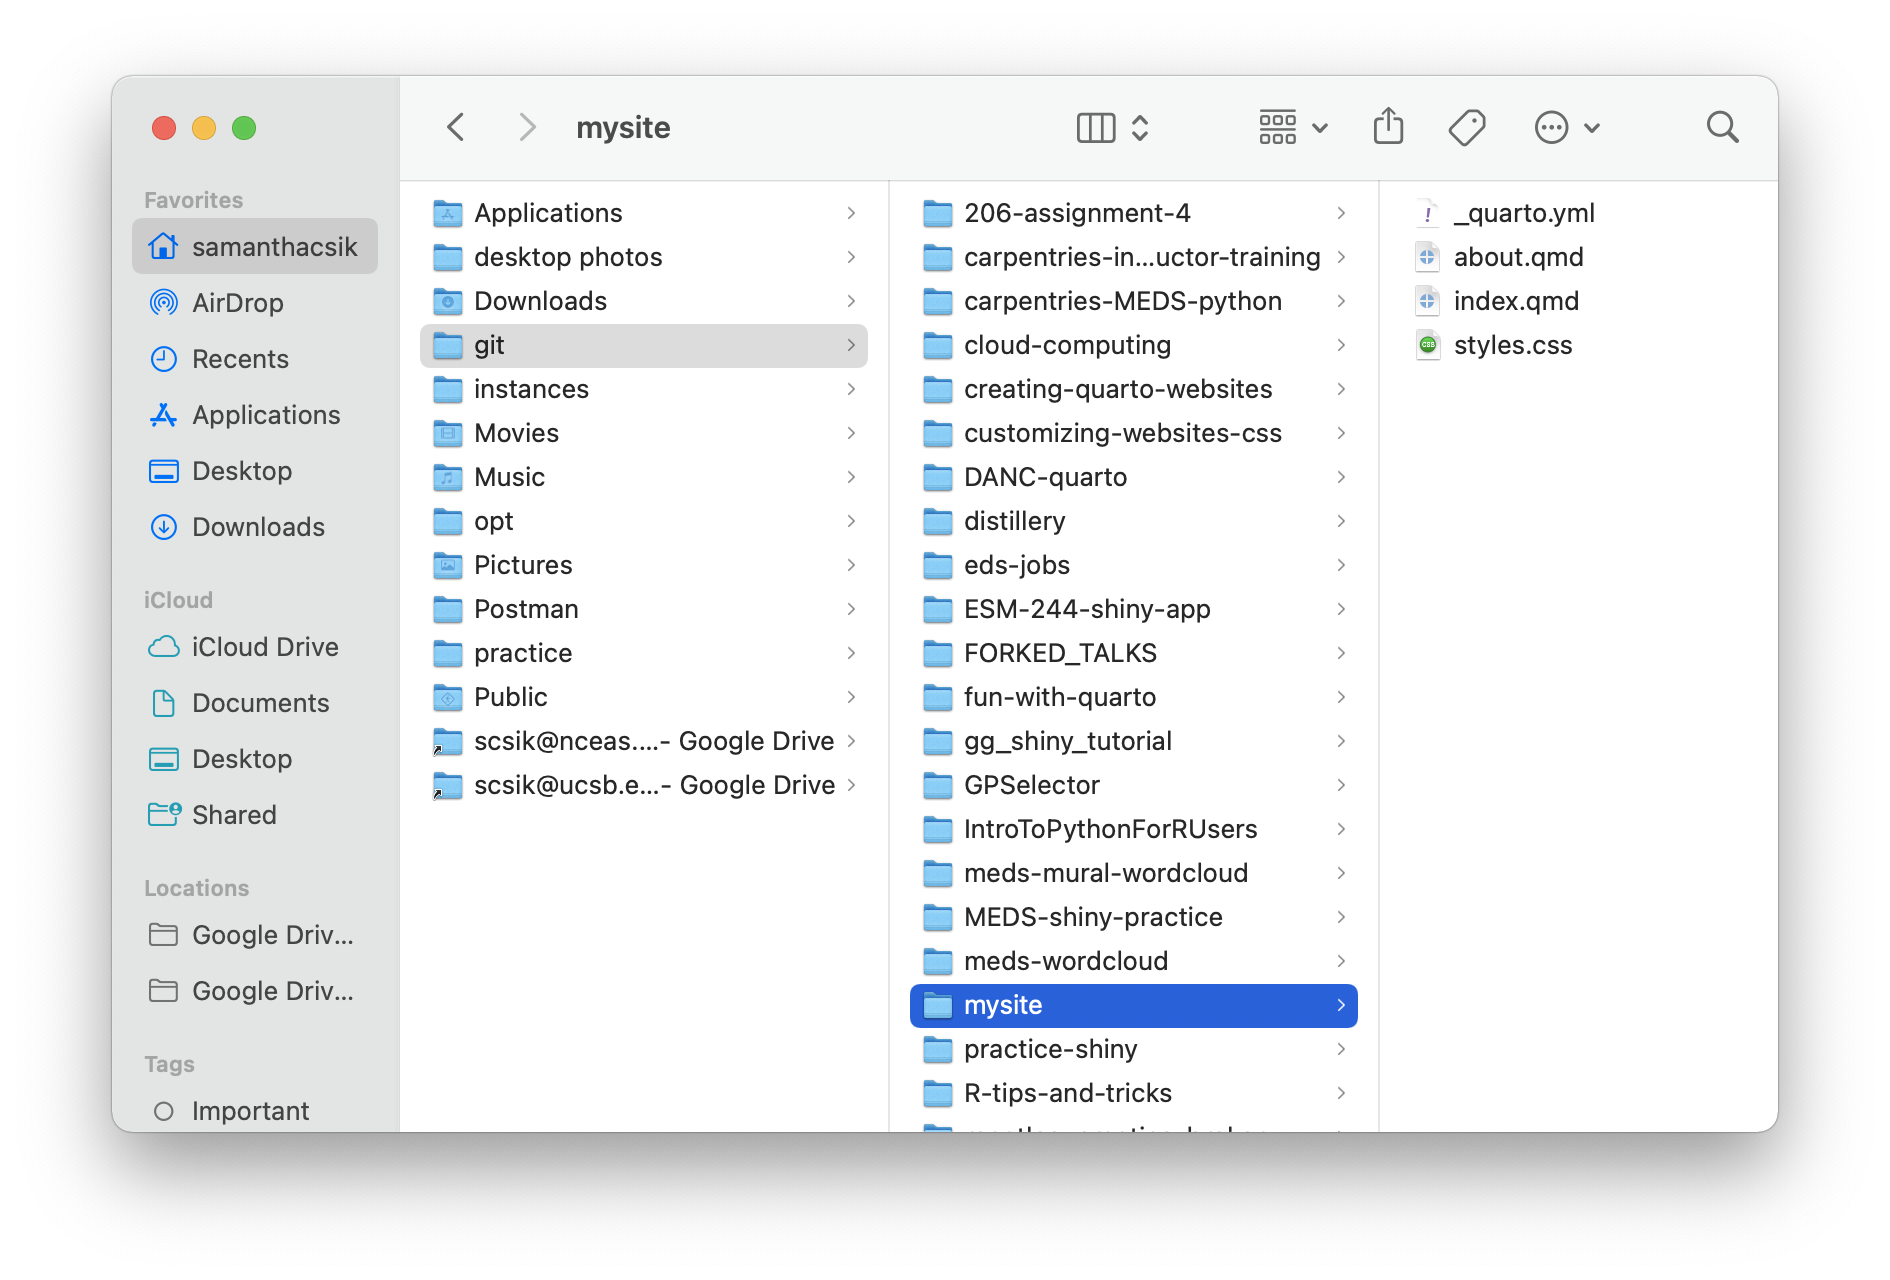 mysite
Favorites
samanthacsik
AirDrop
Recents
Applications
Desktop
Downloads
iCloud
iCloud Drive
Documents
Desktop
Shared
Locations
Google Driv...
Google Driv...
Tags
Important
Applications
desktop photos
Downloads
git
instances
Movies
Music
opt
Pictures
Postman
practice
Public
scsik@nceas....- Google Drive
scsik@ucsb.e...- Google Drive
206-assignment-4
carpentries-in...uctor-training
carpentries-MEDS-python
cloud-computing
creating-quarto-websites
customizing-websites-css
DANC-quarto
distillery
eds-jobs
ESM-244-shiny-app
FORKED_TALKS
fun-with-quarto
gg_shiny_tutorial
GPSelector
IntroToPythonForRUsers
meds-mural-wordcloud
MEDS-shiny-practice
meds-wordcloud
mysite
practice-shiny
R-tips-and-tricks
_quarto.yml
about.qmd
index.qmd
CSS
styles.css